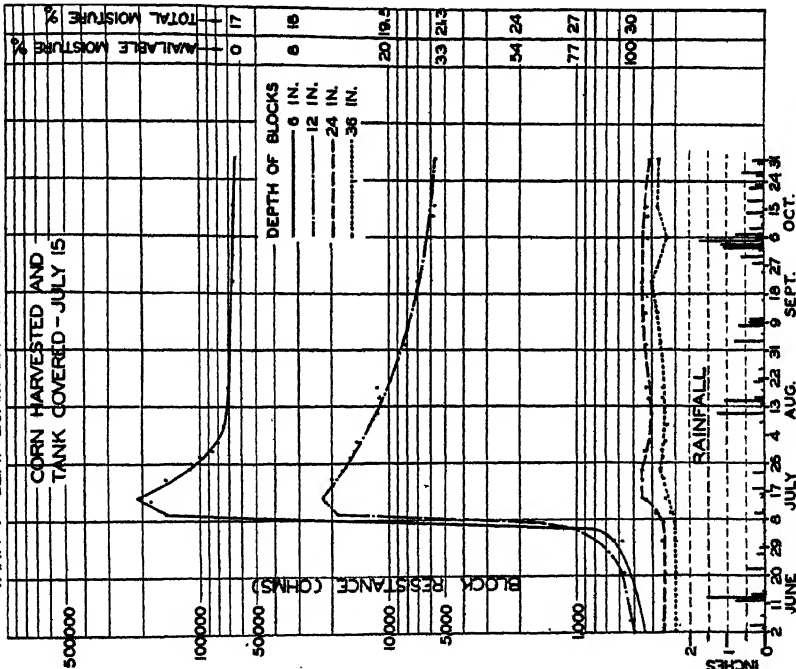 CORN HARVESTED AND
TANK COVERED - JULY 15
TOTAL MOISTURE %
17
18
19.5
21.3
24
27
30
AVAILABLE MOISTURE %
0
8
20
33
54
77
100
DEPTH OF BLOCKS
6 IN.
12 IN.
24 IN.
36 IN.
BLOCK RESISTANCE (OHMS)
500000
100000
50000
10000
5000
1000
RAINFALL
INCHES
2
1
0
2 11 20 29 8 17 26 4 13 22 31 9 18 27 6 15 24 31
JUNE JULY AUG. SEPT. OCT.